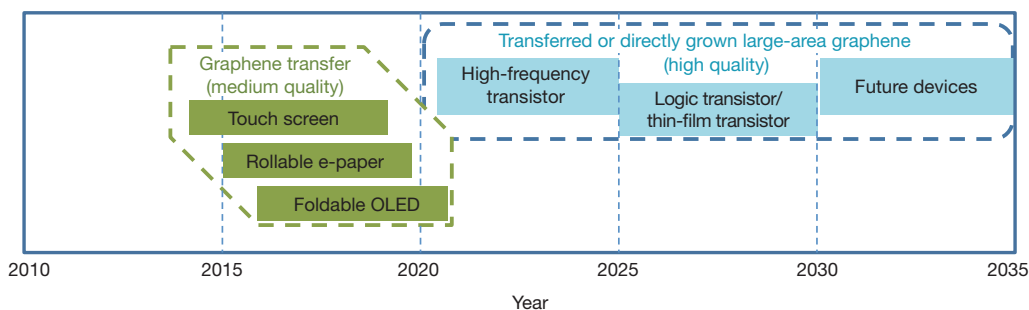 Transferred or directly grown large-area graphene
(high quality)
Graphene transfer
(medium quality)
High-frequency
transistor
Logic transistor/
thin-film transistor
Future devices
Touch screen
Rollable e-paper
Foldable OLED
2010
2015
2020
2025
2030
2035
Year